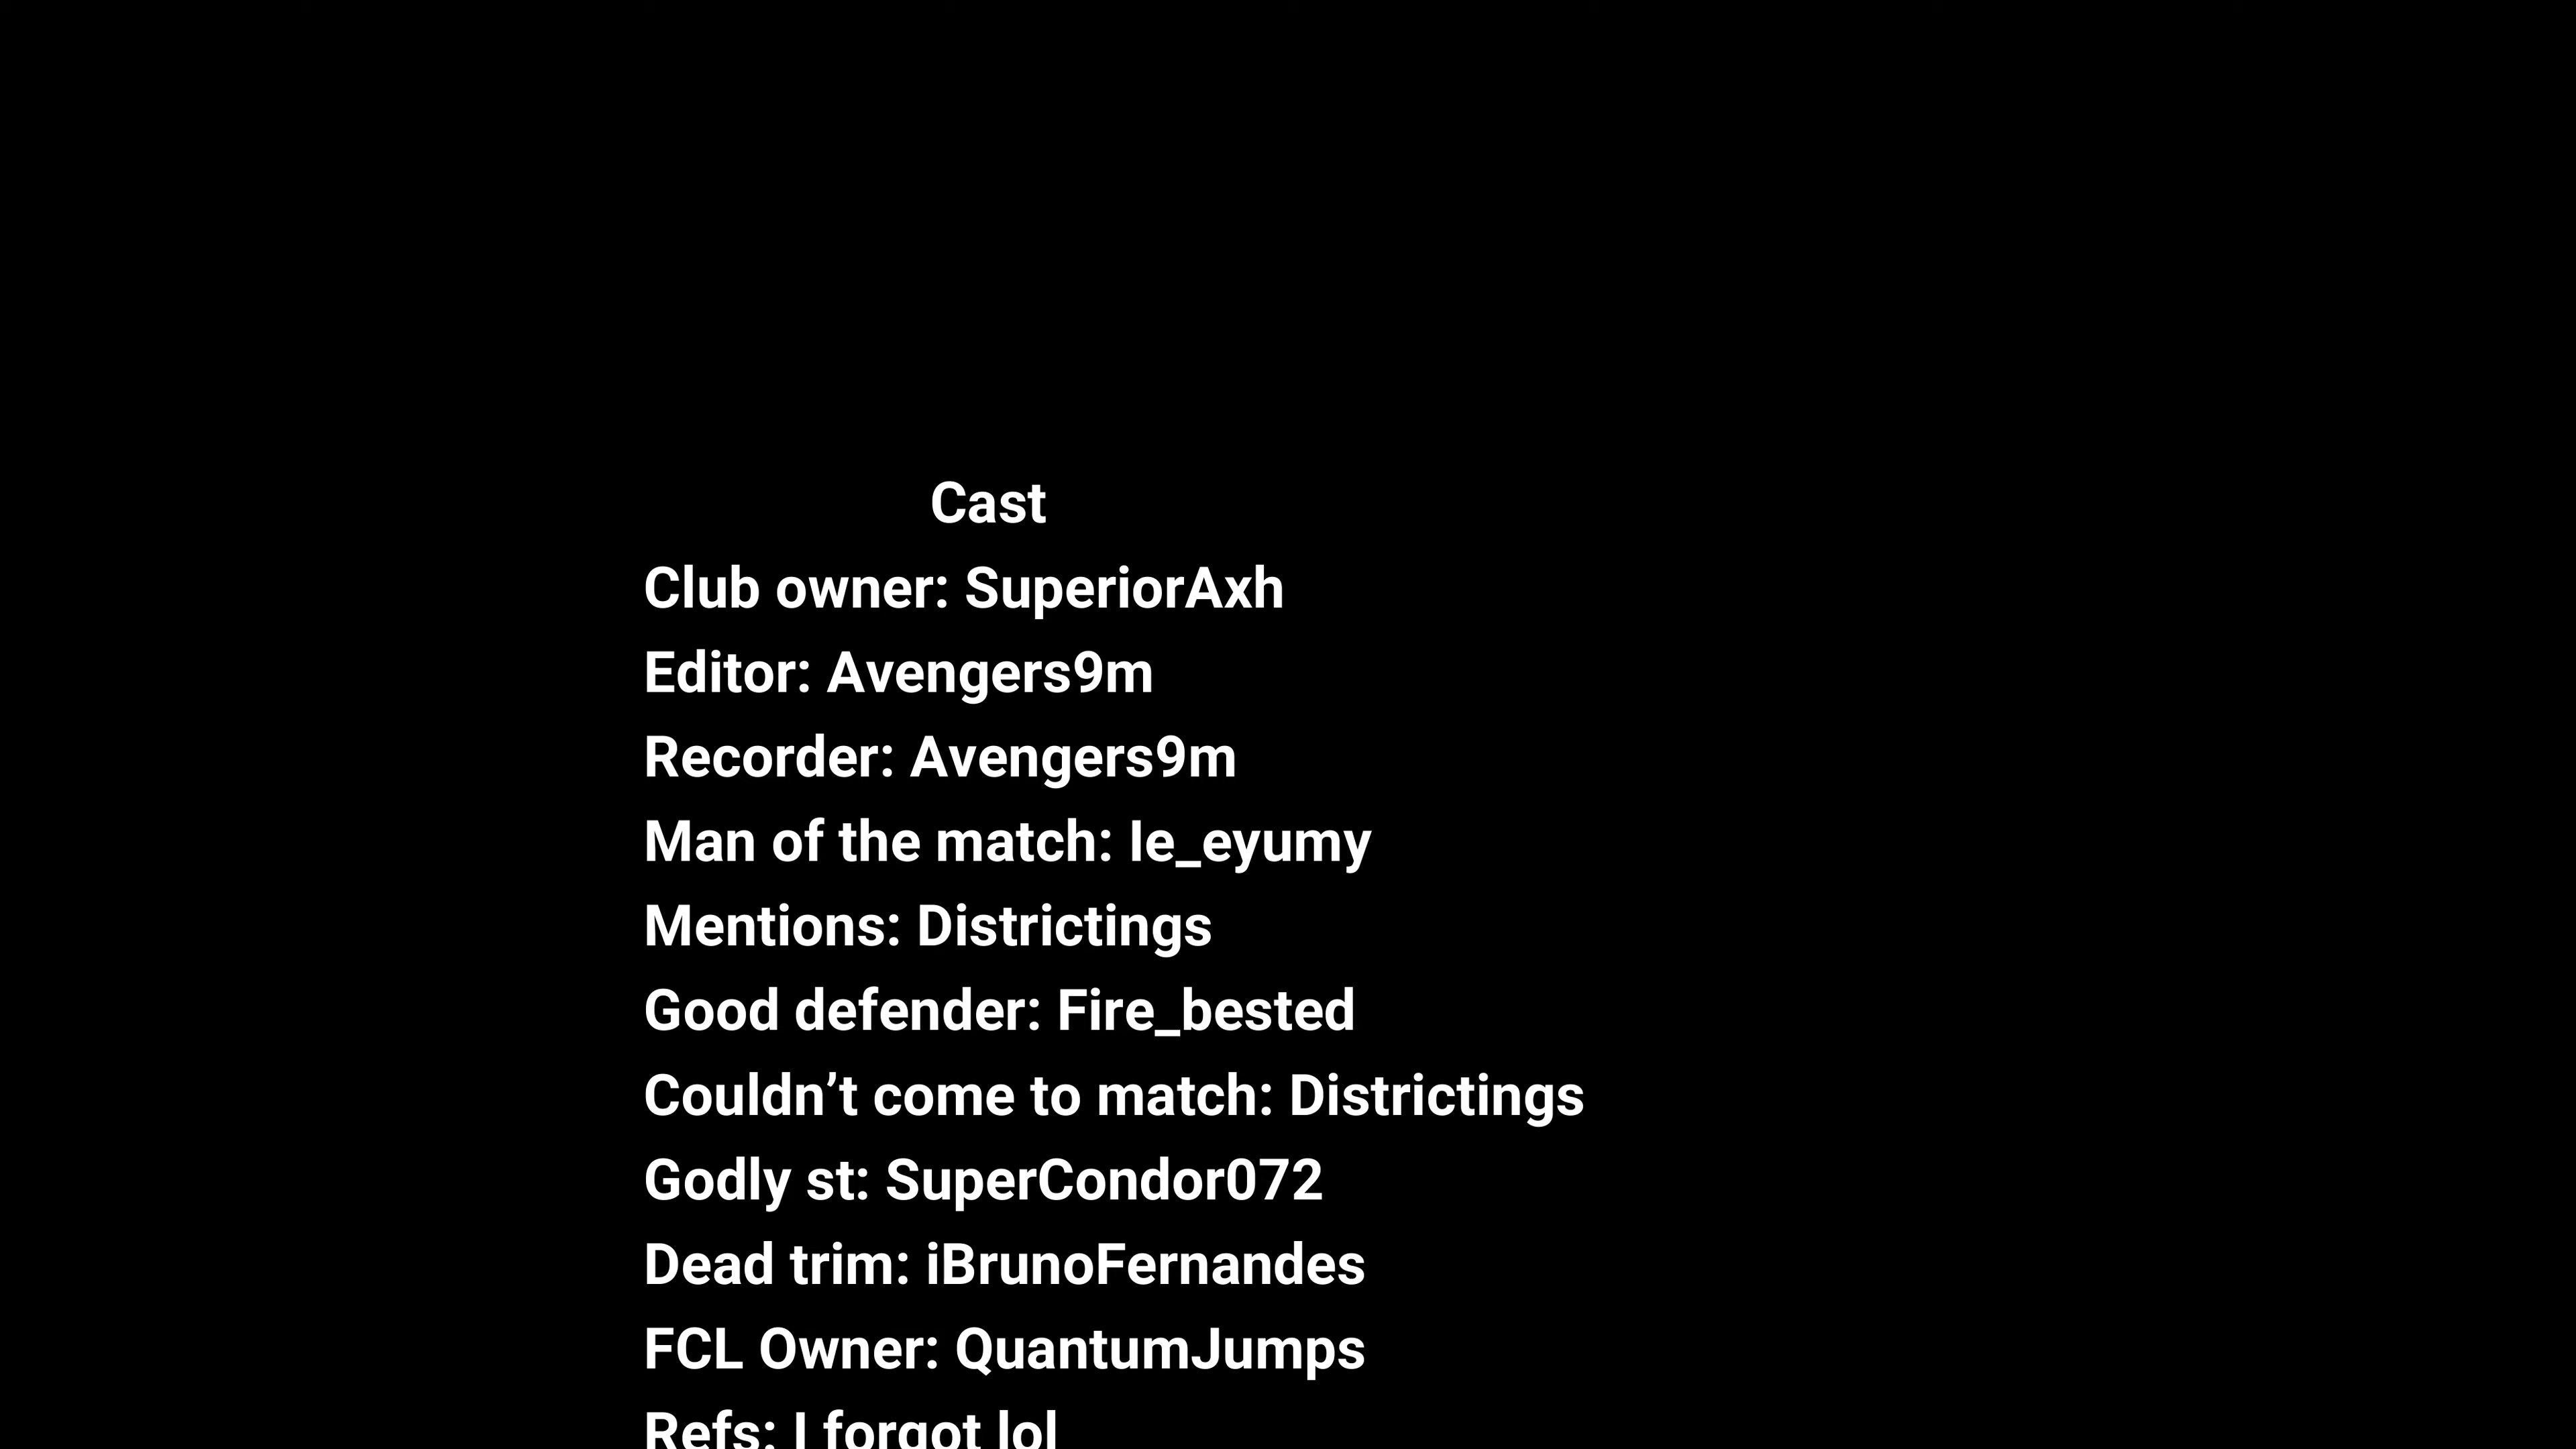 Cast
Club owner: SuperiorAxh
Editor: Avengers9m
Recorder: Avengers9m
Man of the match: Ie_eyumy
Mentions: Districtings
Good defender: Fire_bested
Couldn’t come to match: Districtings
Godly st: SuperCondor072
Dead trim: iBrunoFernandes
FCL Owner: QuantumJumps
Refs: I forgot lol